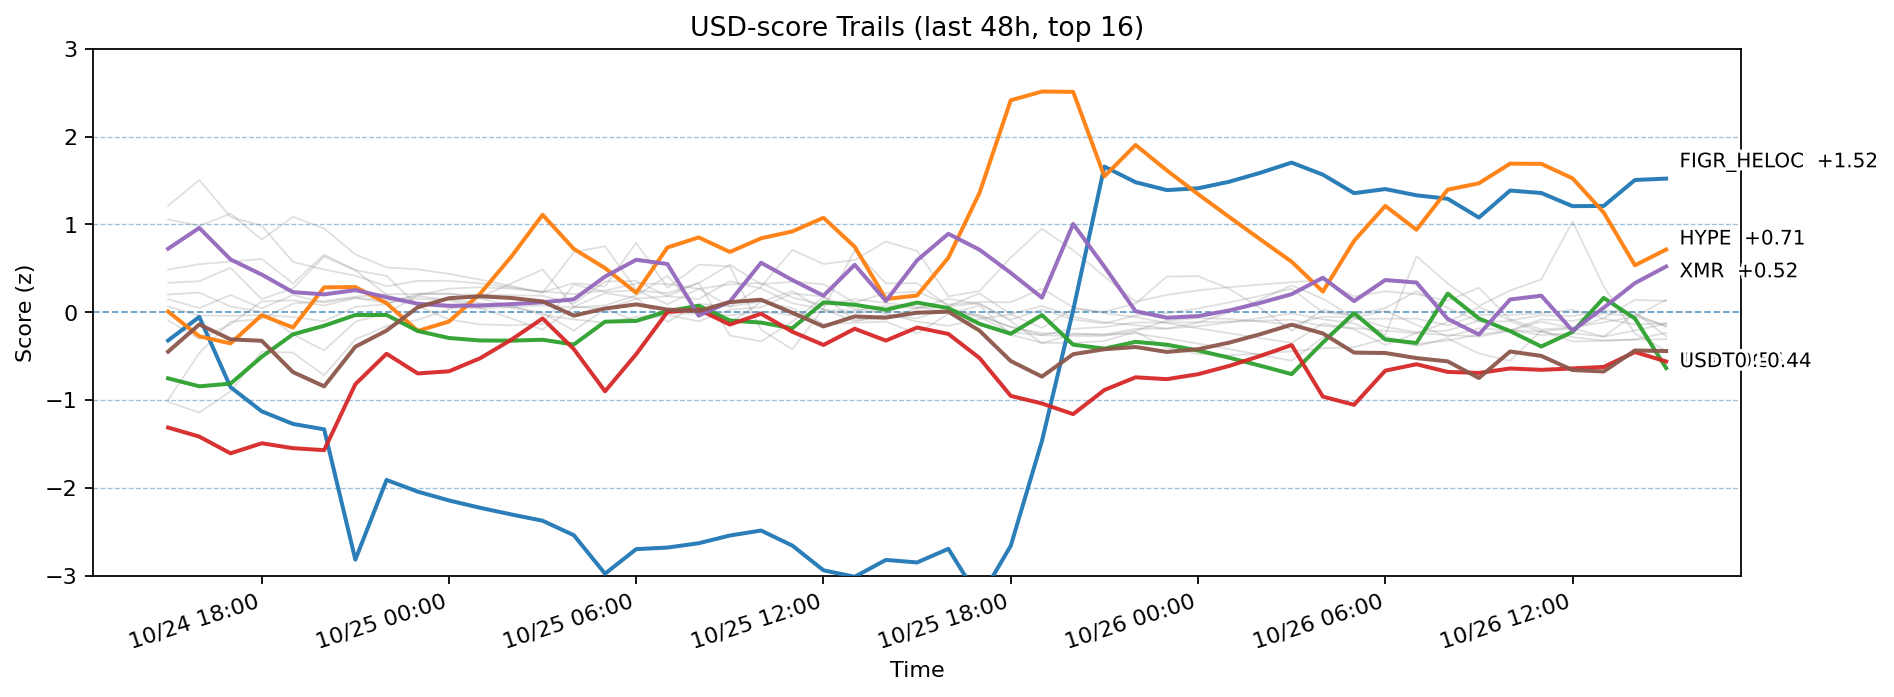 USD-score Trails (last 48h, top 16)
3
2
1
0
−1
−2
−3
Score (z)
FIGR_HELOC +1.52
HYPE +0.71
XMR +0.52
10/24 18:00
10/25 00:00
10/25 06:00
10/25 12:00
10/25 18:00
10/26 00:00
10/26 06:00
10/26 12:00
Time